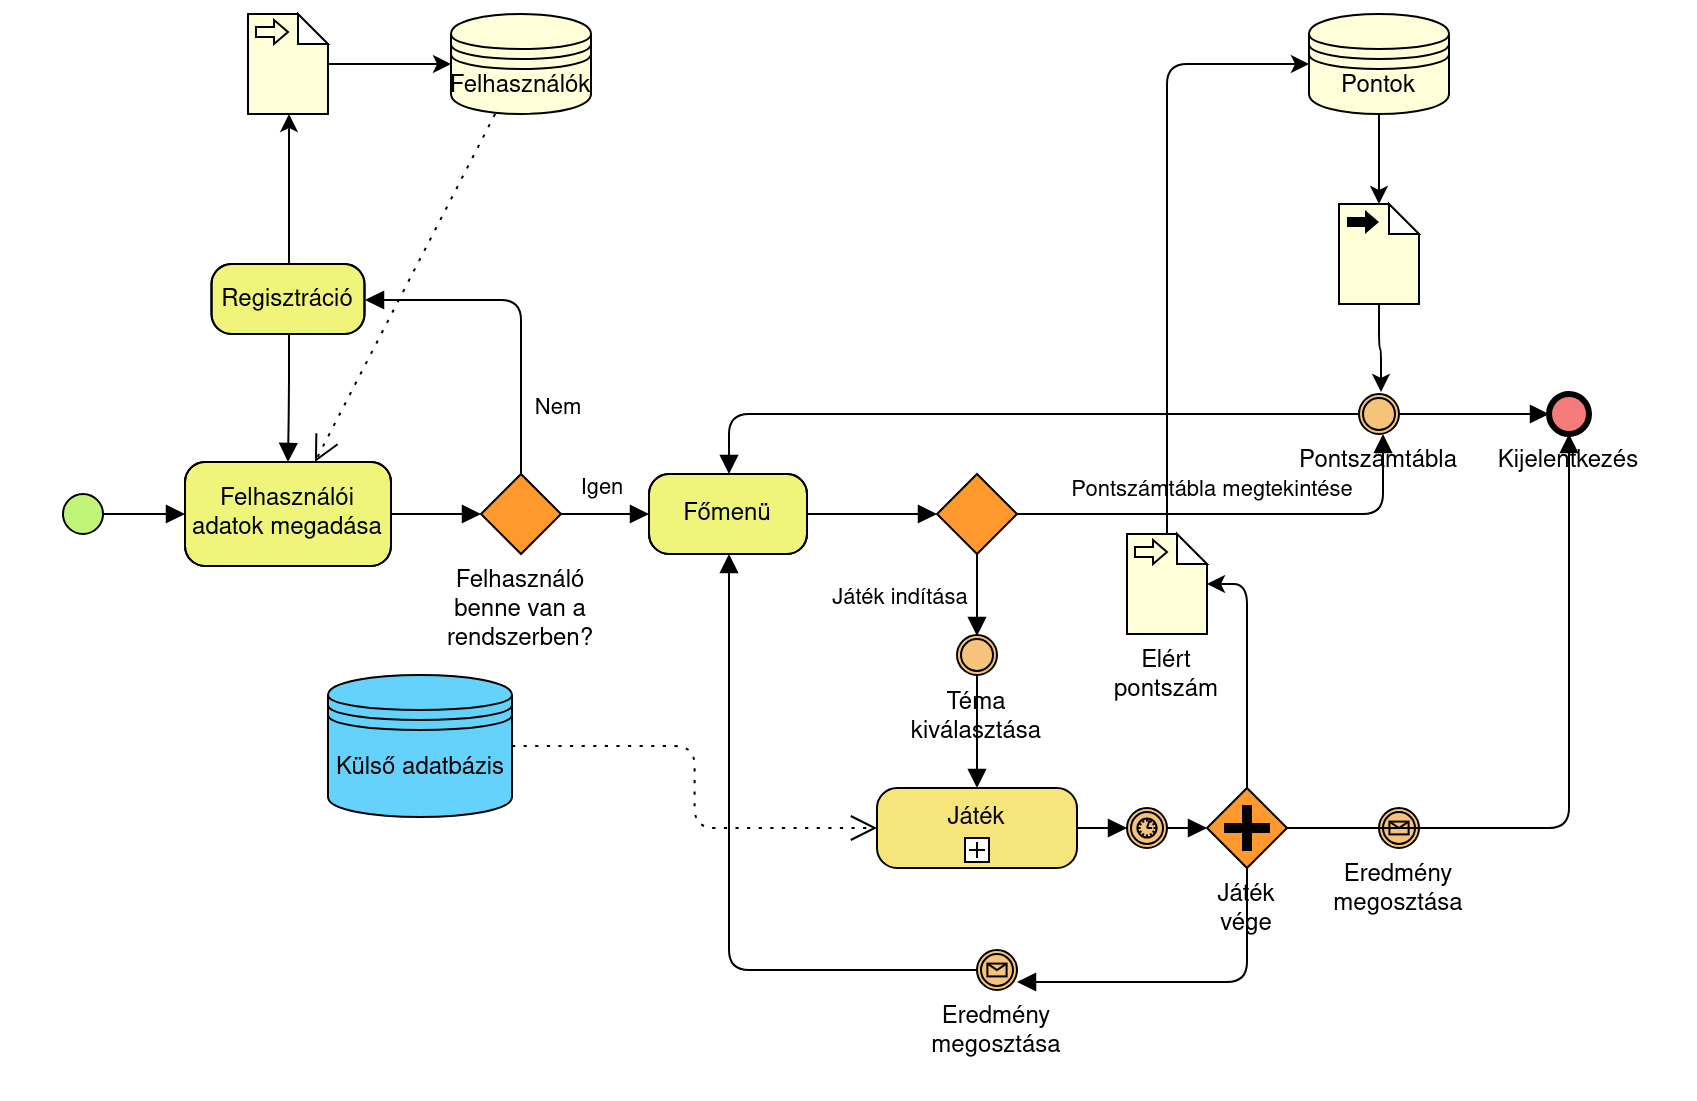 Felhasználók
Pontok
Regisztráció
Nem
Pontszámtábla
Kijelentkezés
Felhasználói
adatok megadása
Igen
Főmenü
Pontszámtábla megtekintése
Felhasználó
benne van a
rendszerben?
Játék indítása
Elért
pontszám
Téma
kiválasztása
Külső adatbázis
Játék
Játék
vége
Eredmény
megosztása
Eredmény
megosztása